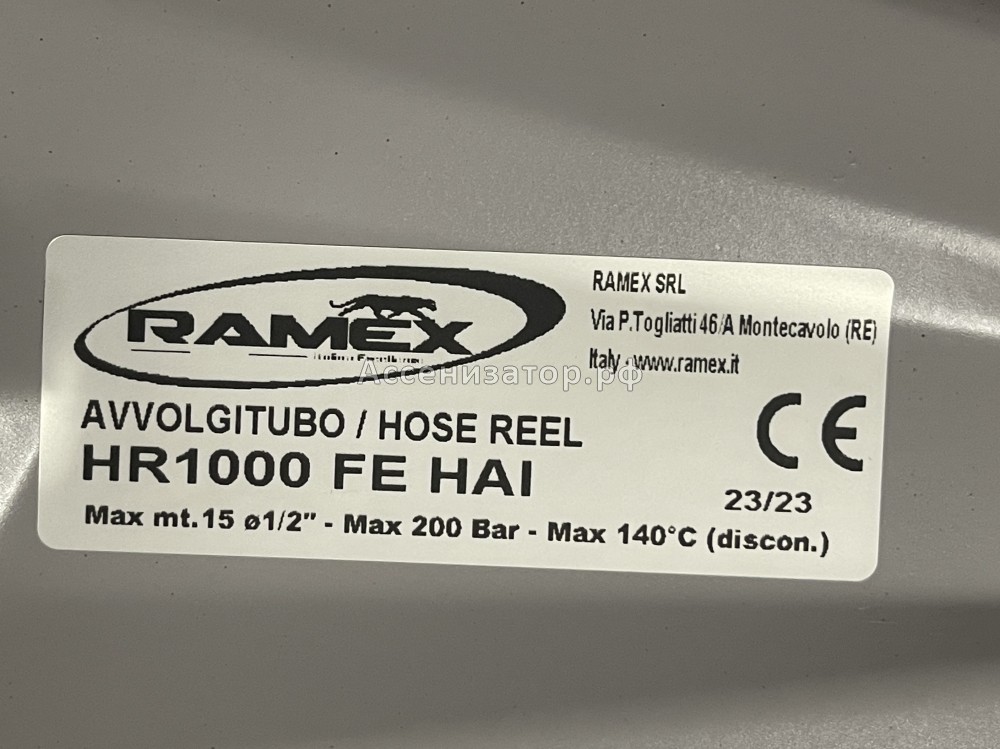 RAMEX
RAMEX SRL
Via P.Togliatti 46/A Montecavolo (RE)
Italy - www.ramex.it
Ассенизатор.рф
AVVOLGITUBO / HOSE REEL
HR1000 FE HAI
CE
23/23
Max mt.15 ø1/2" - Max 200 Bar - Max 140°C (discon.)